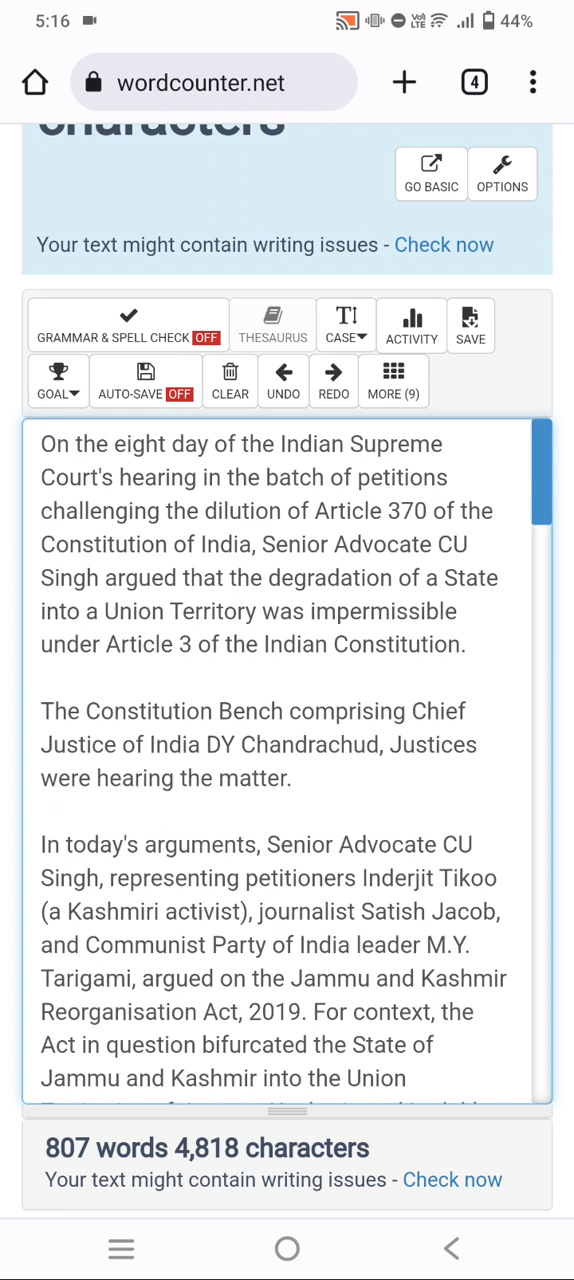 5:16
Vo)
LTE
44%
wordcounter.net
4
characters
GO BASIC
OPTIONS
Your text might contain writing issues - Check now
GRAMMAR & SPELL CHECK OFF
THESAURUS
CASE
ACTIVITY
SAVE
GOAL
AUTO-SAVE OFF
CLEAR
UNDO
REDO
MORE (9)
On the eight day of the Indian Supreme
Court's hearing in the batch of petitions
challenging the dilution of Article 370 of the
Constitution of India, Senior Advocate CU
Singh argued that the degradation of a State
into a Union Territory was impermissible
under Article 3 of the Indian Constitution.
The Constitution Bench comprising Chief
Justice of India DY Chandrachud, Justices
were hearing the matter.
In today's arguments, Senior Advocate CU
Singh, representing petitioners Inderjit Tikoo
(a Kashmiri activist), journalist Satish Jacob,
and Communist Party of India leader M.Y.
Tarigami, argued on the Jammu and Kashmir
Reorganisation Act, 2019. For context, the
Act in question bifurcated the State of
Jammu and Kashmir into the Union
807 words 4,818 characters
Your text might contain writing issues - Check now